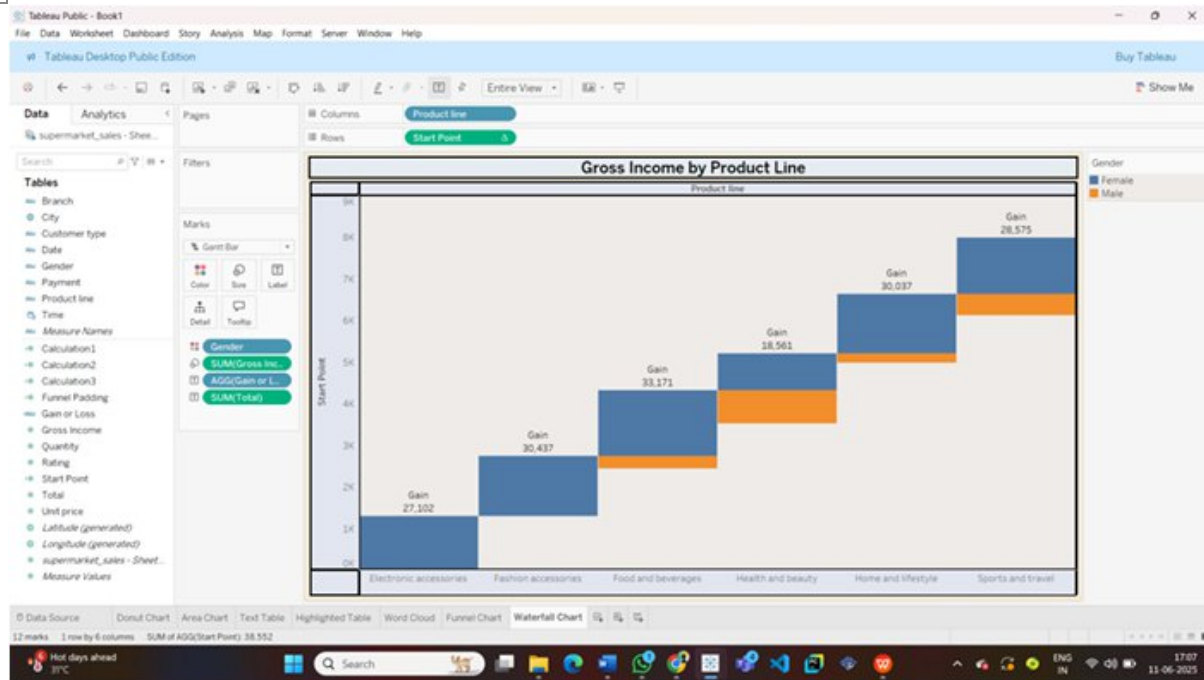 Tableau Public - Book1
File Data Worksheet Dashboard Story Analysis Map Format Server Window Help
Tableau Desktop Public Edition
Buy Tableau
Entire View
Show Me
Data Analytics
supermarket_sales - Shee...
Search
Tables
Branch
City
Customer type
Date
Gender
Payment
Product line
Time
Measure Names
Calculation1
Calculation2
Calculation3
Funnel Padding
Gain or Loss
Gross Income
Quantity
Rating
Start Point
Total
Unit price
Latitude (generated)
Longitude (generated)
supermarket_sales - Sheet...
Measure Values
Pages
Filters
Marks
Gantt Bar
Color Size Label
Detail Tooltip
Gender
SUM(Gross Inc..
AGG(Gain or L..
SUM(Total)
Columns Product line
Rows Start Point
Gross Income by Product Line
Product line
Start Point
9K
8K
7K
6K
5K
4K
3K
2K
1K
0K
Gain
27,102
Gain
30,437
Gain
33,171
Gain
18,561
Gain
30,037
Gain
28,575
Electronic accessories Fashion accessories Food and beverages Health and beauty Home and lifestyle Sports and travel
Gender
Female
Male
Data Source Donut Chart Area Chart Text Table Highlighted Table Word Cloud Funnel Chart Waterfall Chart
12 marks 1 row by 6 columns SUM of AGG(Start Point): 38,552
Hot days ahead
31°C
Search
ENG
IN
17:07
11-06-2025